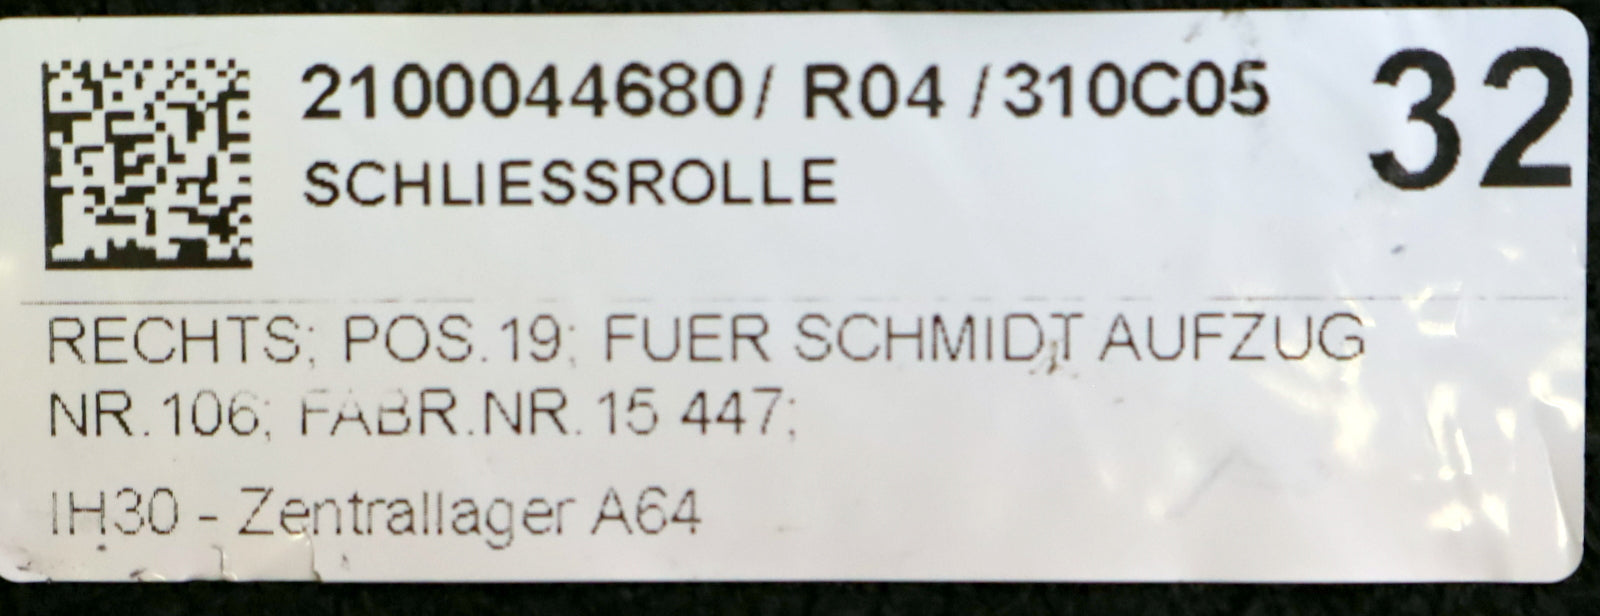 2100044680/ R04 /310C05
32
SCHLIESSROLLE
RECHTS; POS.19; FUER SCHMIDT AUFZUG
NR.106; FABR.NR.15 447;
IH30 - Zentrallager A64